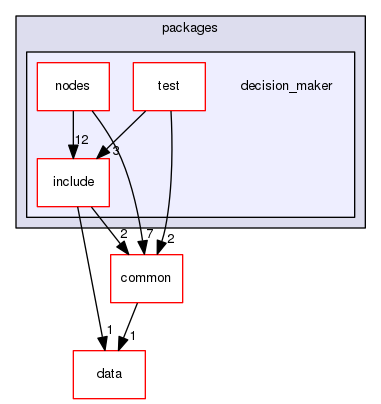 packages
nodes
test
decision_maker
12
3
include
2
7
2
common
1
1
data